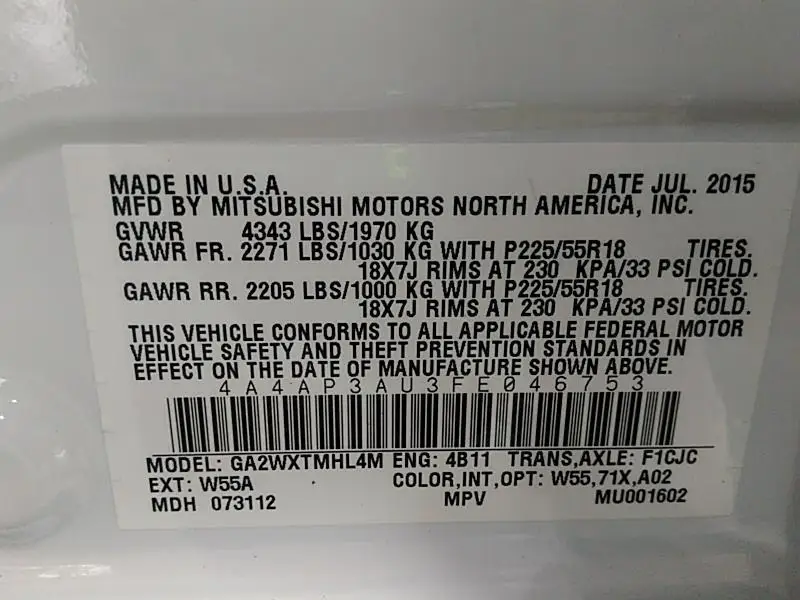 MADE IN U.S.A. DATE JUL. 2015
MFD BY MITSUBISHI MOTORS NORTH AMERICA, INC.
GVWR 4343 LBS/1970 KG
GAWR FR. 2271 LBS/1030 KG WITH P225/55R18 TIRES.
18X7J RIMS AT 230 KPA/33 PSI COLD.
GAWR RR. 2205 LBS/1000 KG WITH P225/55R18 TIRES.
18X7J RIMS AT 230 KPA/33 PSI COLD.
THIS VEHICLE CONFORMS TO ALL APPLICABLE FEDERAL MOTOR
VEHICLE SAFETY AND THEFT PREVENTION STANDARDS IN
EFFECT ON THE DATE OF MANUFACTURE SHOWN ABOVE.
4A4AP3AU3FE046753
MODEL: GA2WXTMHL4M ENG: 4B11 TRANS,AXLE: F1CJC
EXT: W55A COLOR,INT,OPT: W55,71X,A02
MDH 073112 MPV MU001602